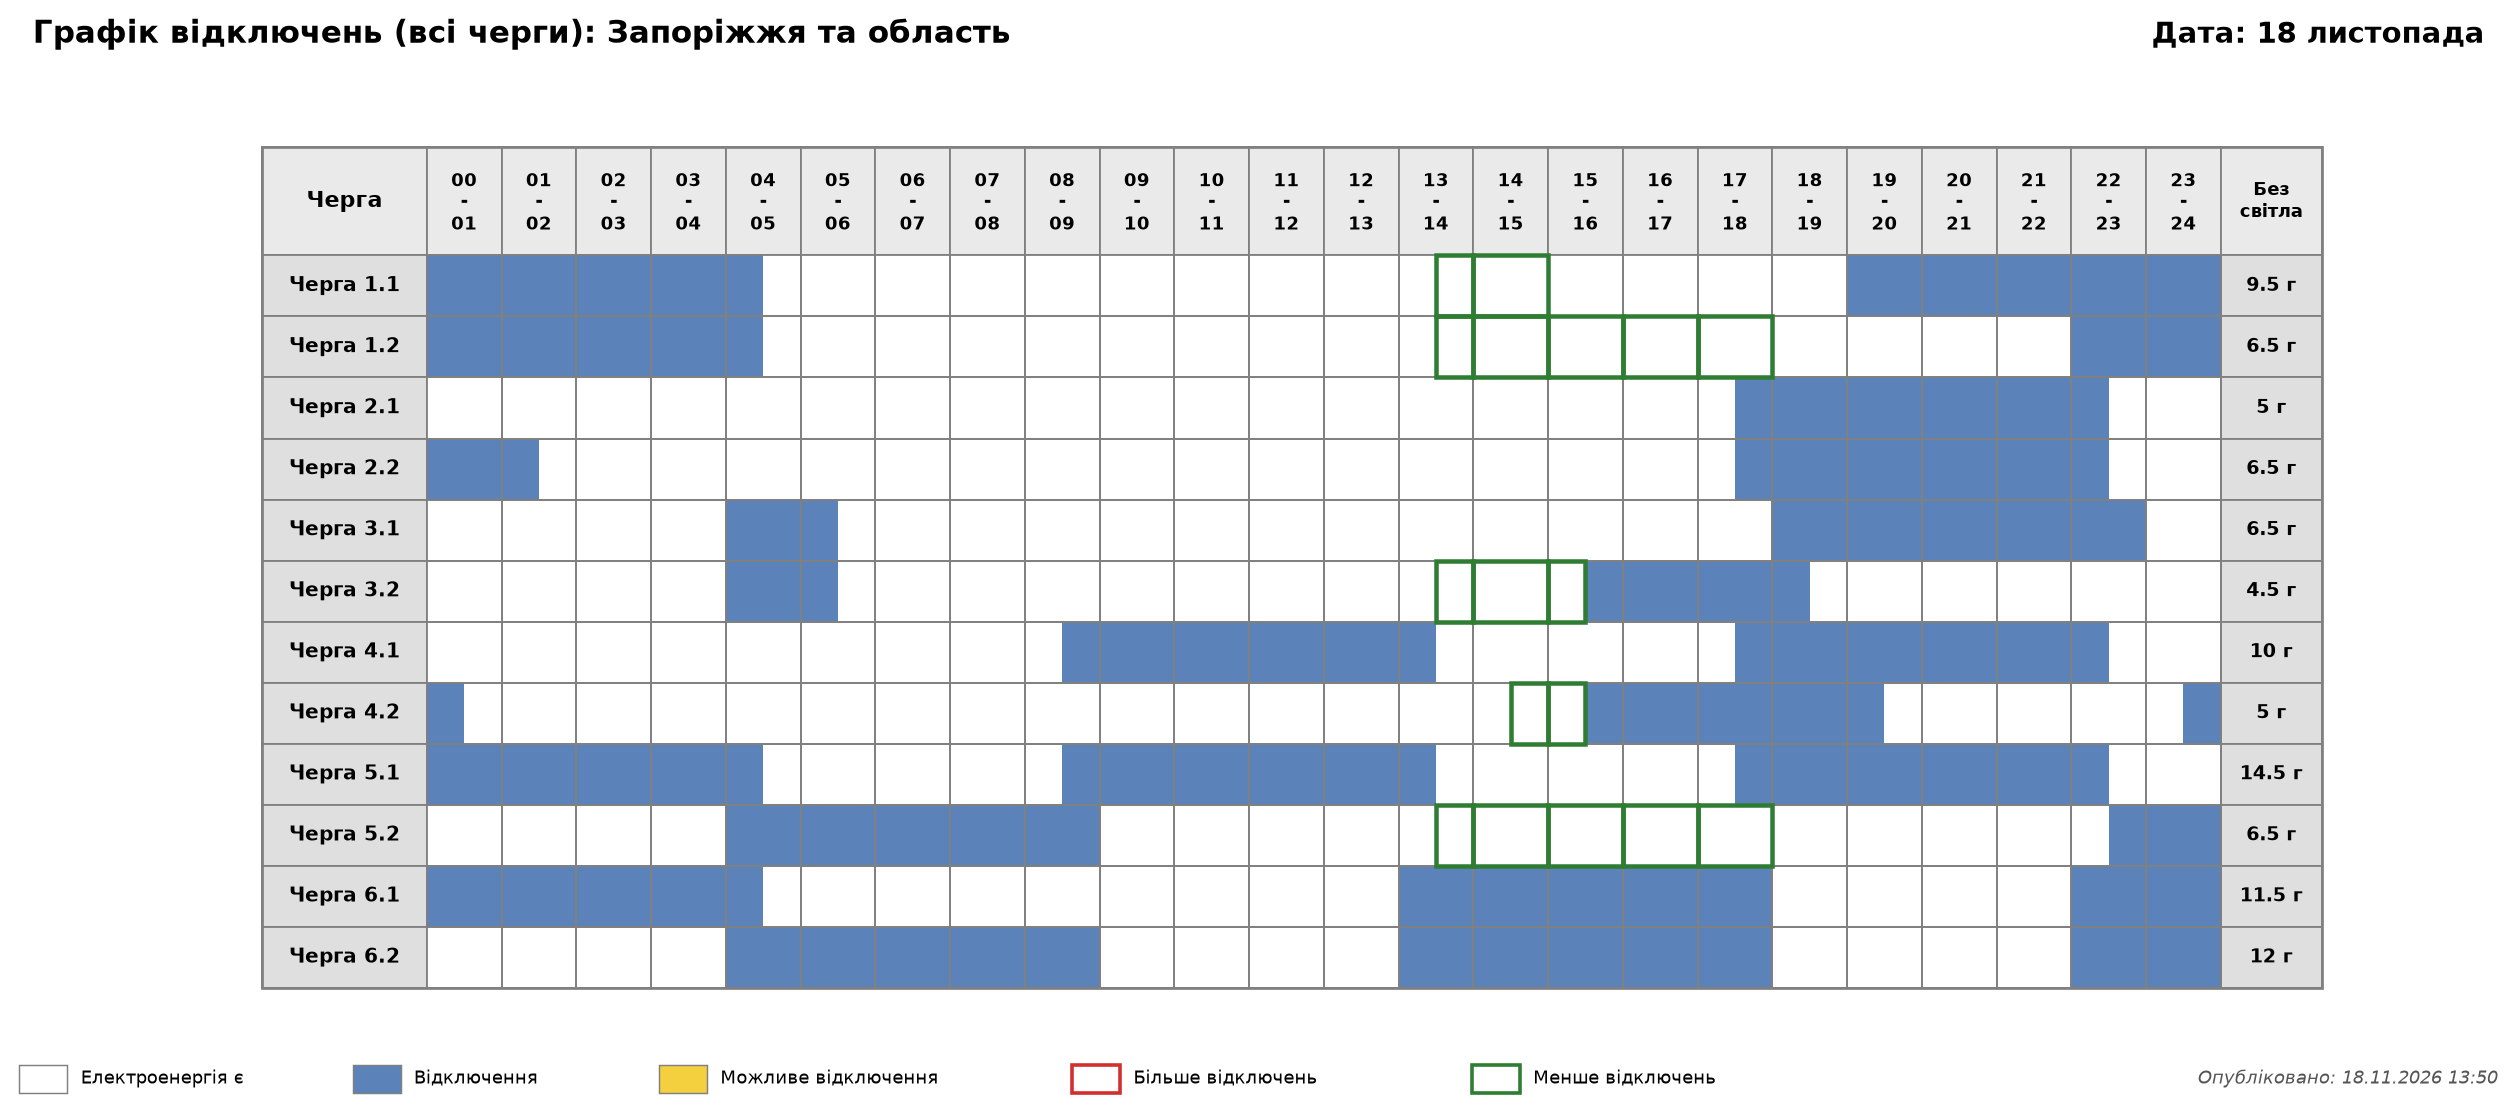 Графік відключень (всі черги): Запоріжжя та область
Дата: 18 листопада
Черга 00 - 01 01 - 02 02 - 03 03 - 04 04 - 05 05 - 06 06 - 07 07 - 08 08 - 09 09 - 10 10 - 11 11 - 12 12 - 13 13 - 14 14 - 15 15 - 16 16 - 17 17 - 18 18 - 19 19 - 20 20 - 21 21 - 22 22 - 23 23 - 24 Без світла
Черга 1.1 9.5 г
Черга 1.2 6.5 г
Черга 2.1 5 г
Черга 2.2 6.5 г
Черга 3.1 6.5 г
Черга 3.2 4.5 г
Черга 4.1 10 г
Черга 4.2 5 г
Черга 5.1 14.5 г
Черга 5.2 6.5 г
Черга 6.1 11.5 г
Черга 6.2 12 г
Електроенергія є
Відключення
Можливе відключення
Більше відключень
Менше відключень
Опубліковано: 18.11.2026 13:50